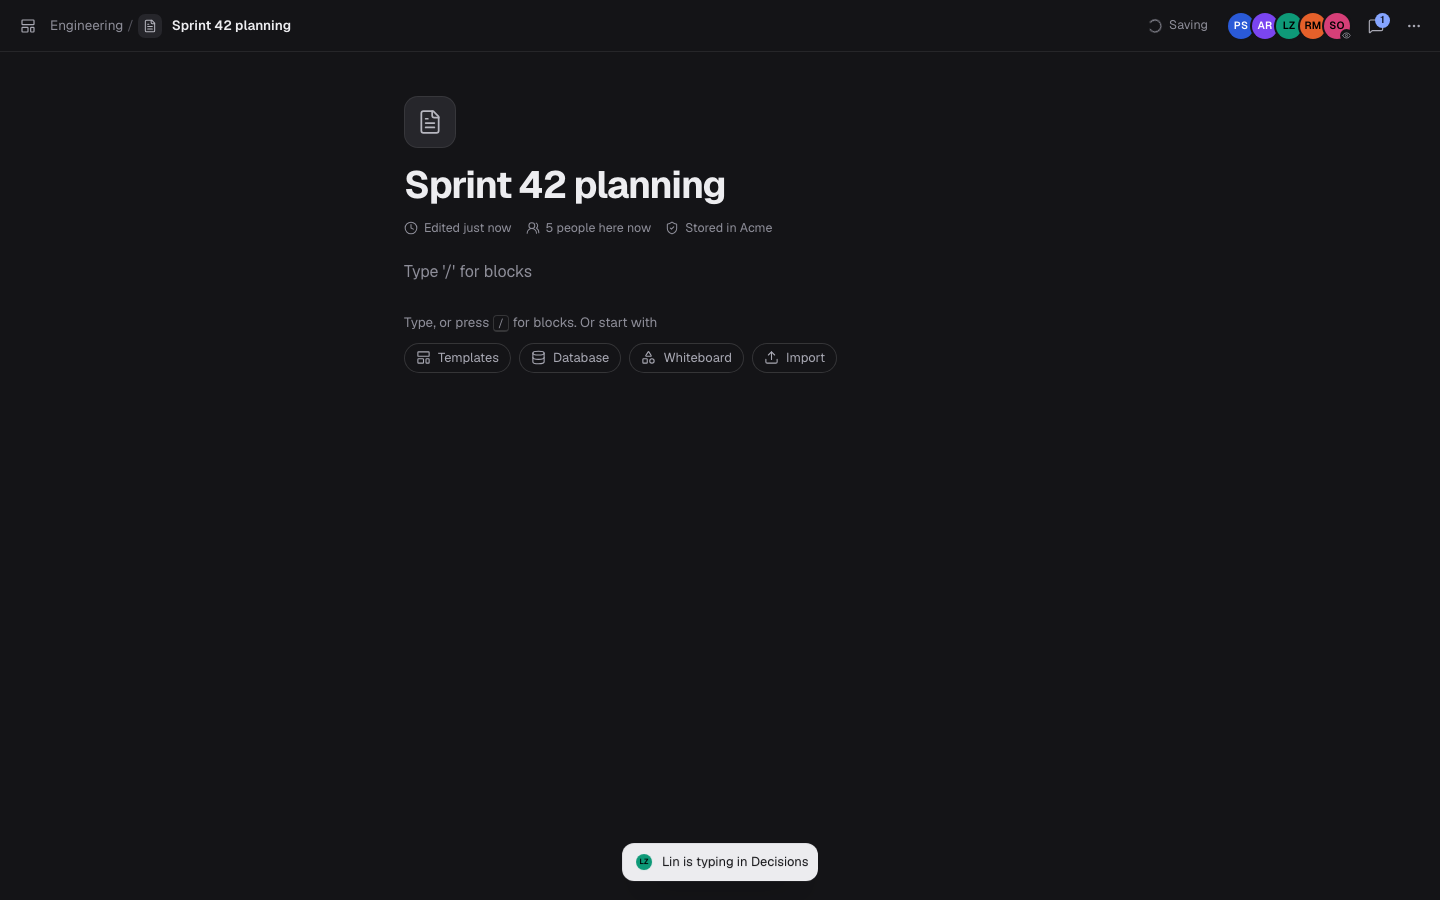 Engineering / Sprint 42 planning
Saving
PS AR LZ RM SO
1
Sprint 42 planning
Edited just now 5 people here now Stored in Acme
Type '/' for blocks
Type, or press / for blocks. Or start with
Templates Database Whiteboard Import
LZ Lin is typing in Decisions